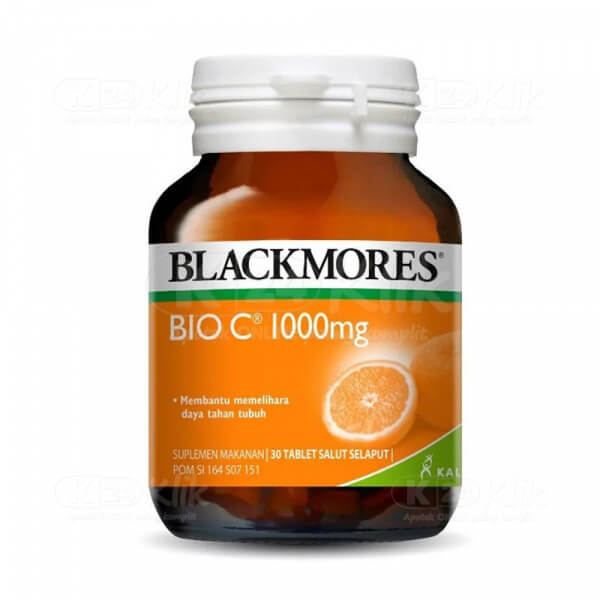 BLACKMORES®
BIO C® 1000mg
• Membantu memelihara
daya tahan tubuh
SUPLEMEN MAKANAN | 30 TABLET SALUT SELAPUT |
POM SI 164 507 151
K24Klik